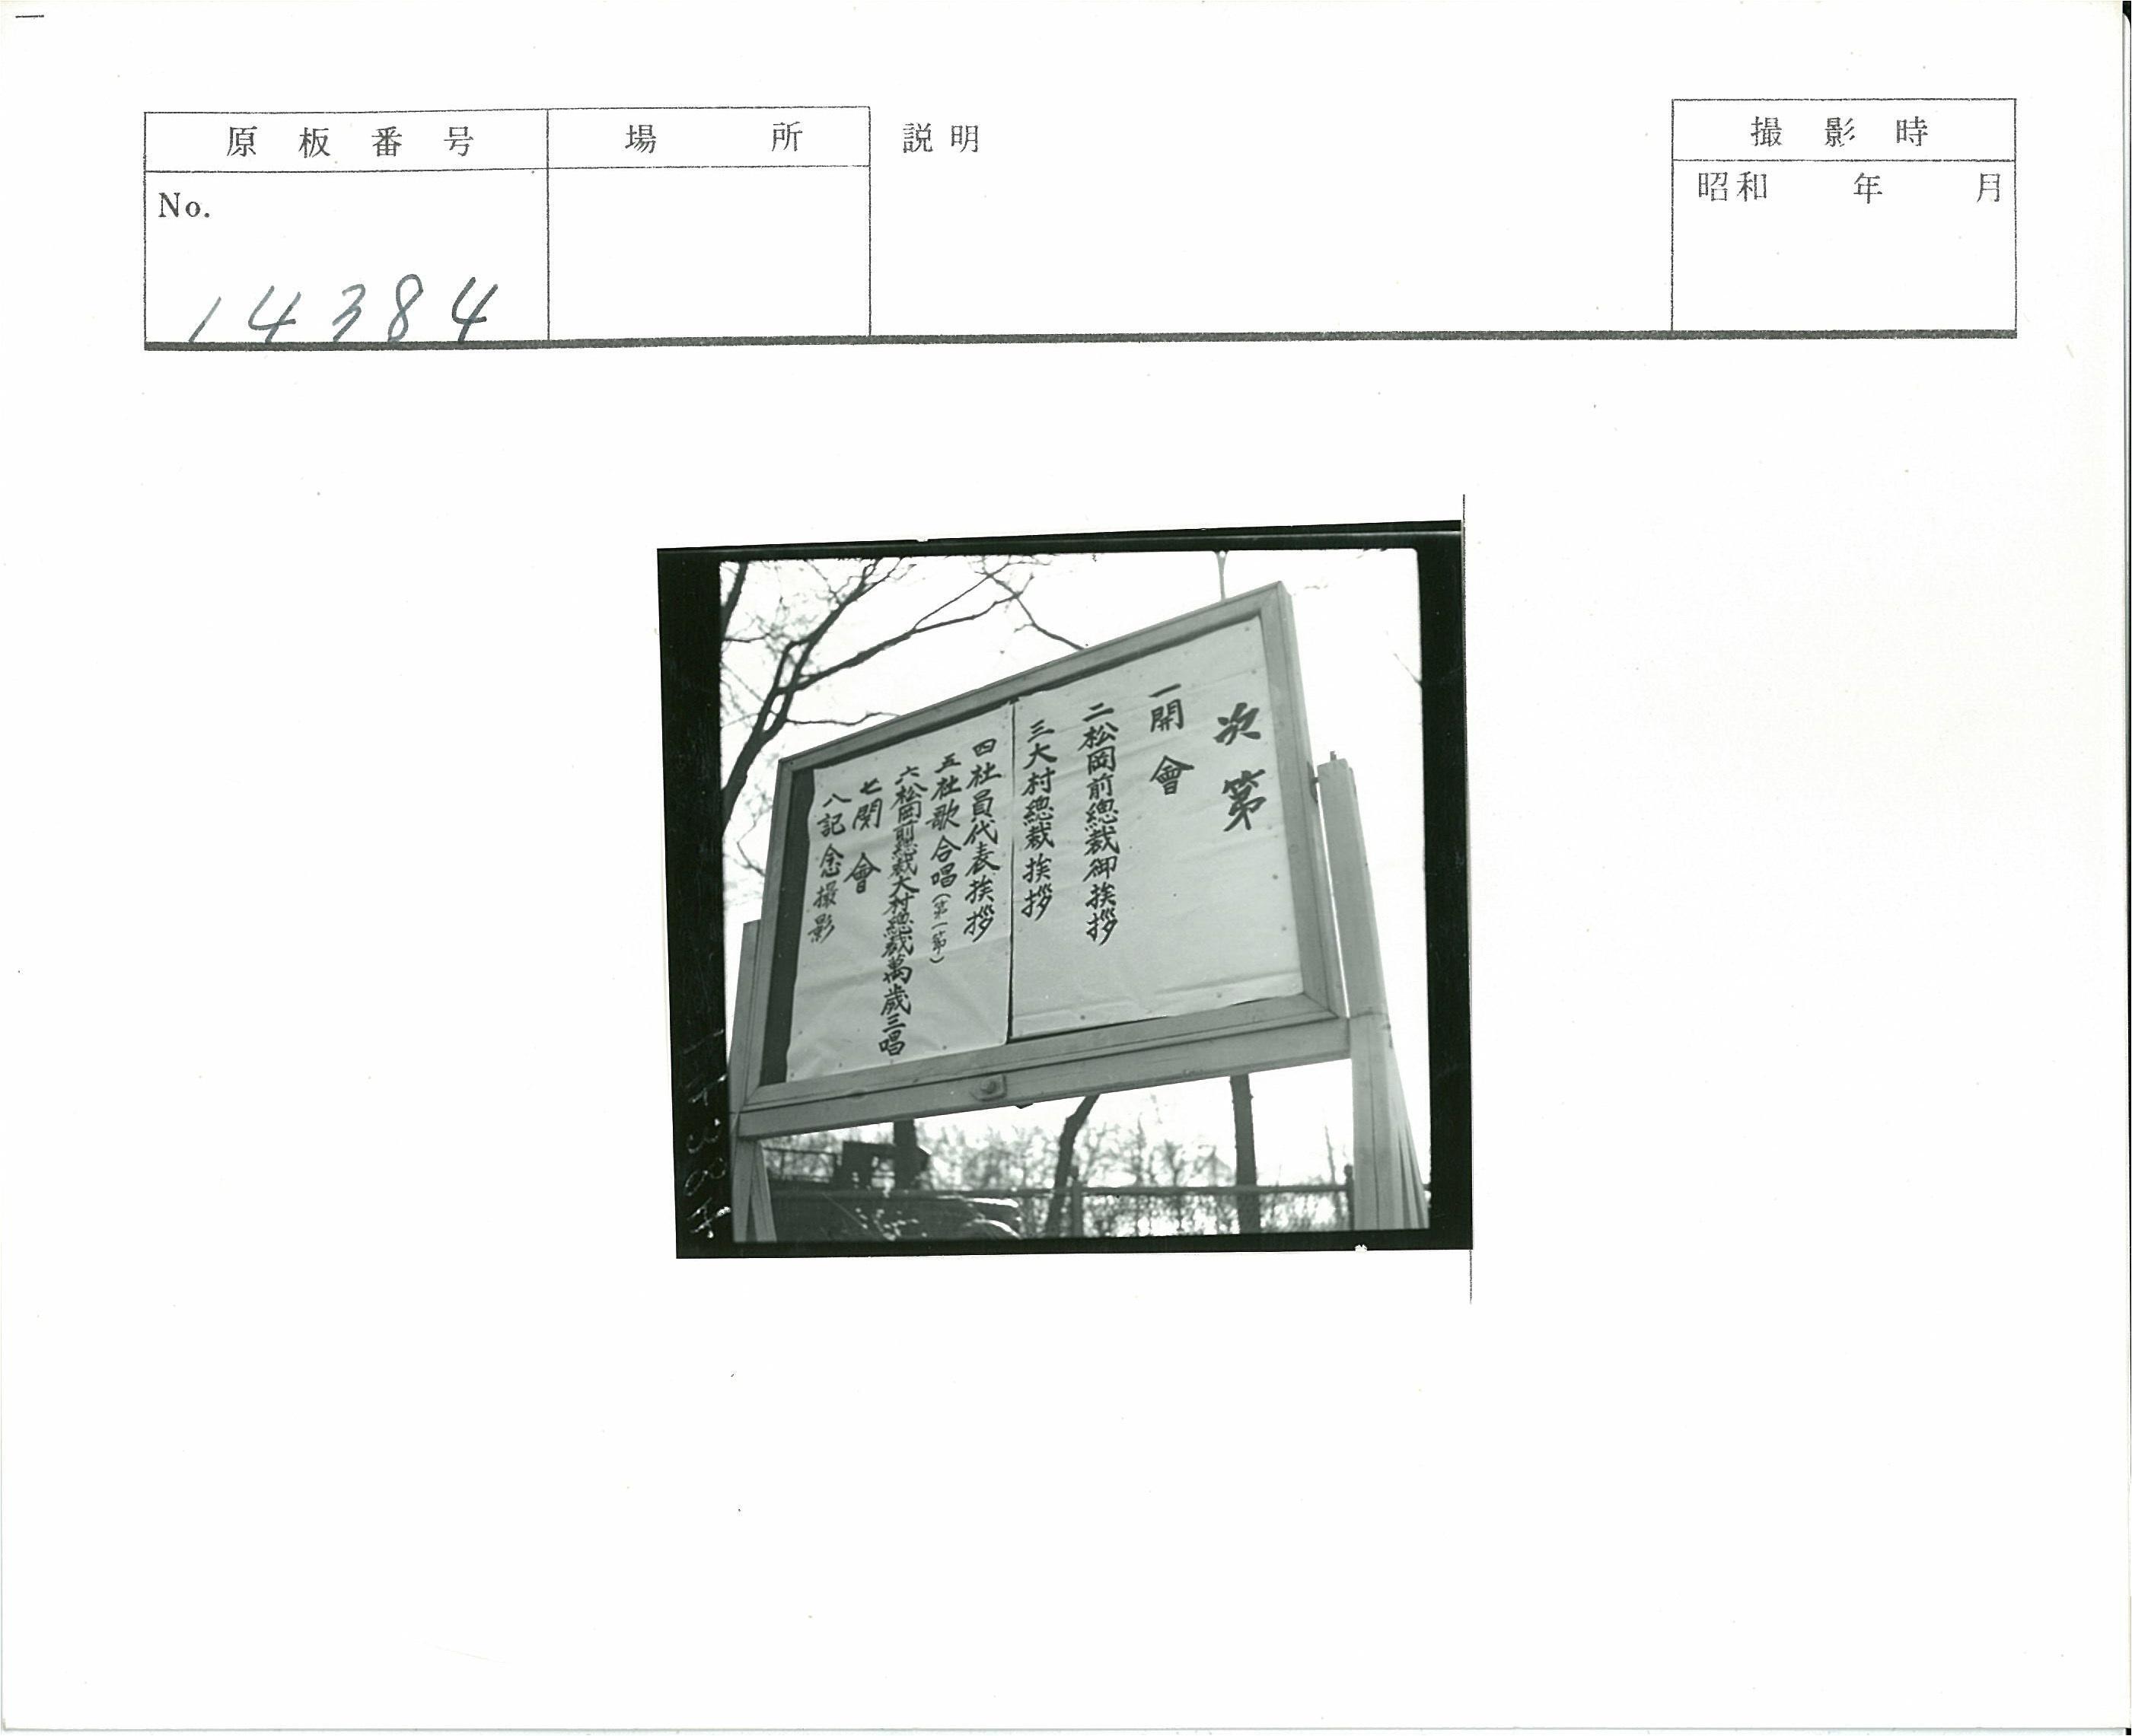 原板番号
場所
説明
撮影時
No.
14384
昭和 年 月
次第
一開會
二松岡前總裁御挨拶
三大村總裁挨拶
四社員代表挨拶
五社歌合唱(第一節)
六松岡前總裁大村總裁萬歳三唱
七閉會
八記念撮影
14384